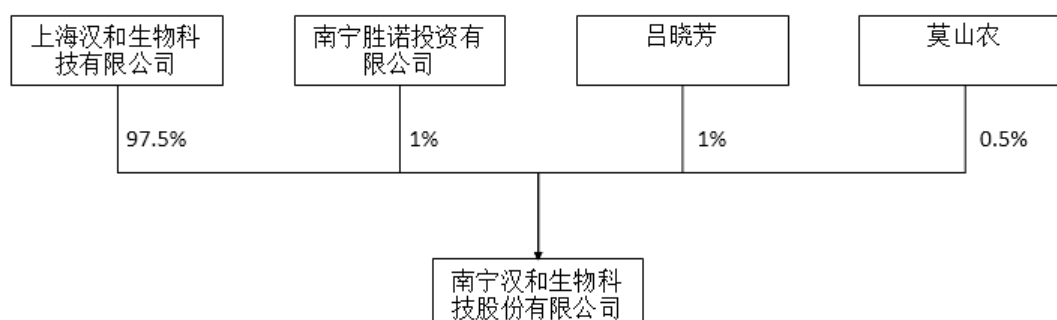 上海汉和生物科
技有限公司
南宁胜诺投资有
限公司
吕晓芳
莫山农
97.5%
1%
1%
0.5%
南宁汉和生物科
技股份有限公司